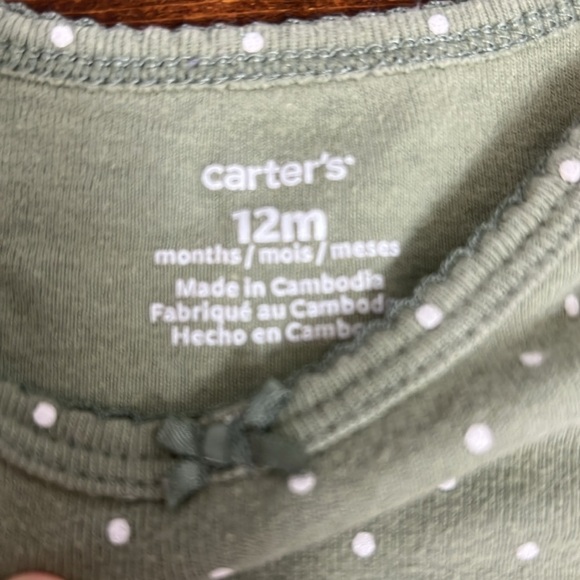 carter's
12m
months / mois / meses
Made in Cambodia
Fabriqué au Cambod
Hecho en Cambo